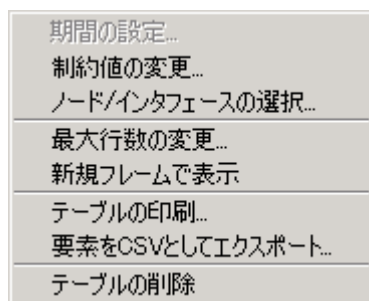 期間の設定...
制約値の変更...
ノード/インタフェースの選択...
最大行数の変更...
新規フレームで表示
テーブルの印刷...
要素をCSVとしてエクスポート...
テーブルの削除